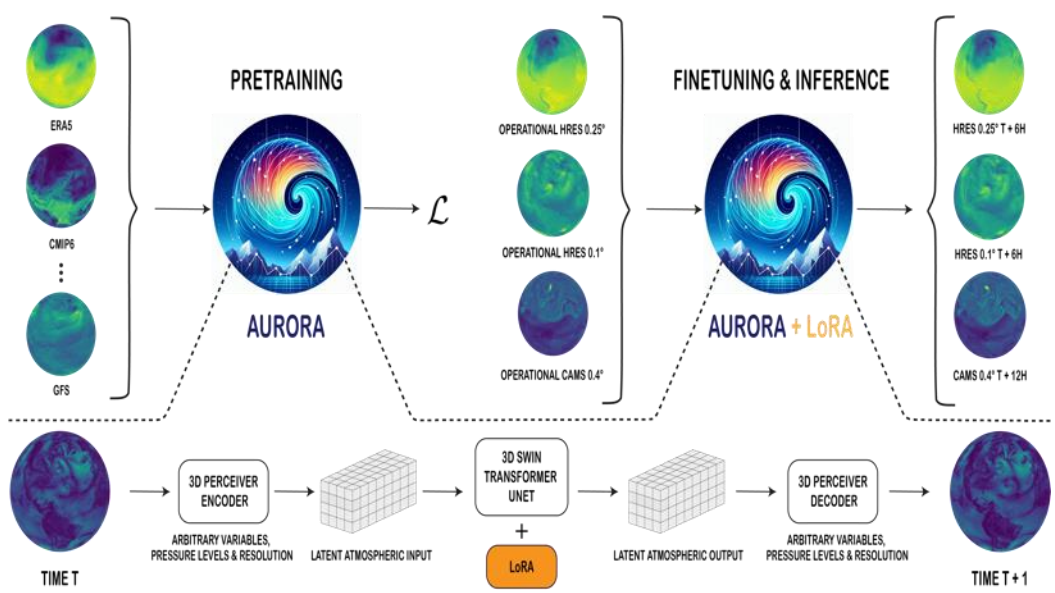 PRETRAINING
FINETUNING & INFERENCE
ERA5
CMIP6
GFS
ℒ
AURORA
OPERATIONAL HRES 0.25°
OPERATIONAL HRES 0.1°
OPERATIONAL CAMS 0.4°
AURORA + LoRA
HRES 0.25° T + 6H
HRES 0.1° T + 6H
CAMS 0.4° T + 12H
TIME T
3D PERCEIVER
ENCODER
ARBITRARY VARIABLES,
PRESSURE LEVELS & RESOLUTION
LATENT ATMOSPHERIC INPUT
3D SWIN
TRANSFORMER
UNET
+
LoRA
LATENT ATMOSPHERIC OUTPUT
3D PERCEIVER
DECODER
ARBITRARY VARIABLES,
PRESSURE LEVELS & RESOLUTION
TIME T + 1